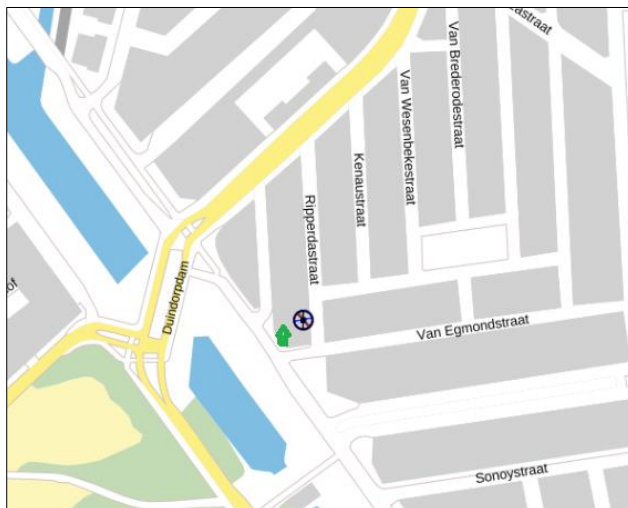 Van Brederodestraat
Van Wesenbekestraat
Kenaustraat
Ripperdastraat
Duindorpdam
Van Egmondstraat
Sonoystraat